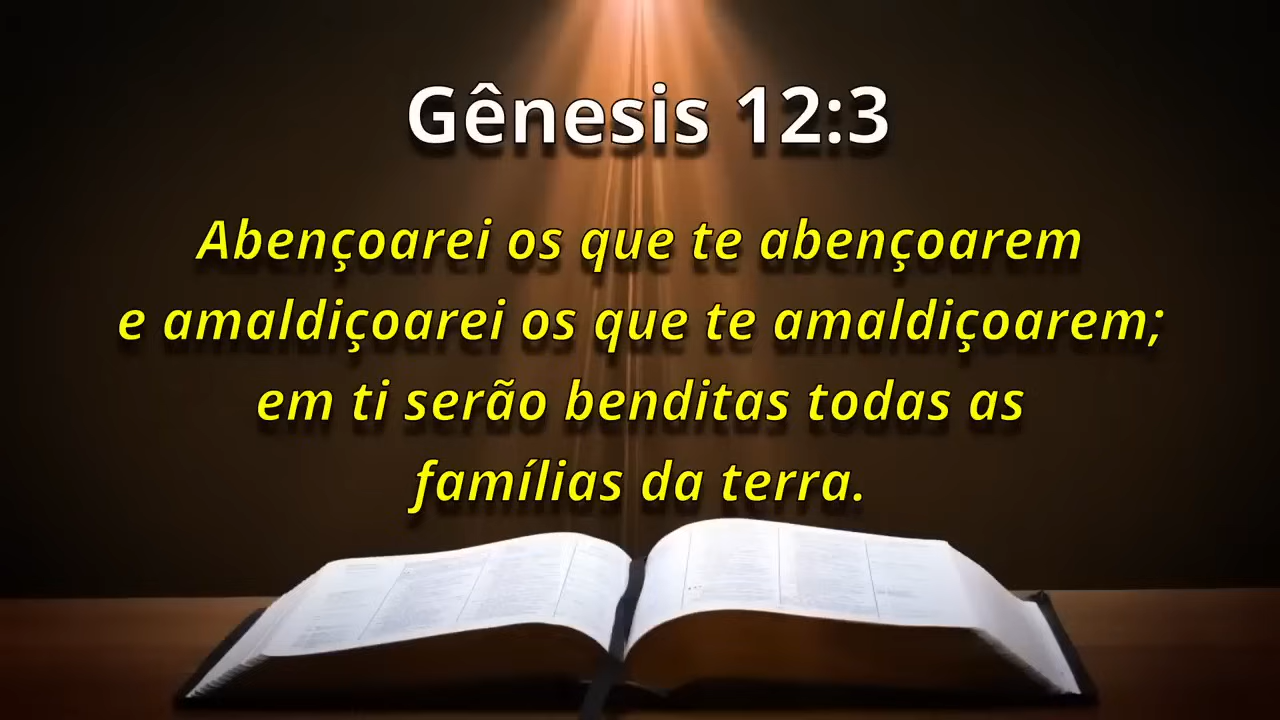 Gênesis 12:3
Abençoarei os que te abençoarem
e amaldiçoarei os que te amaldiçoarem;
em ti serão benditas todas as
famílias da terra.